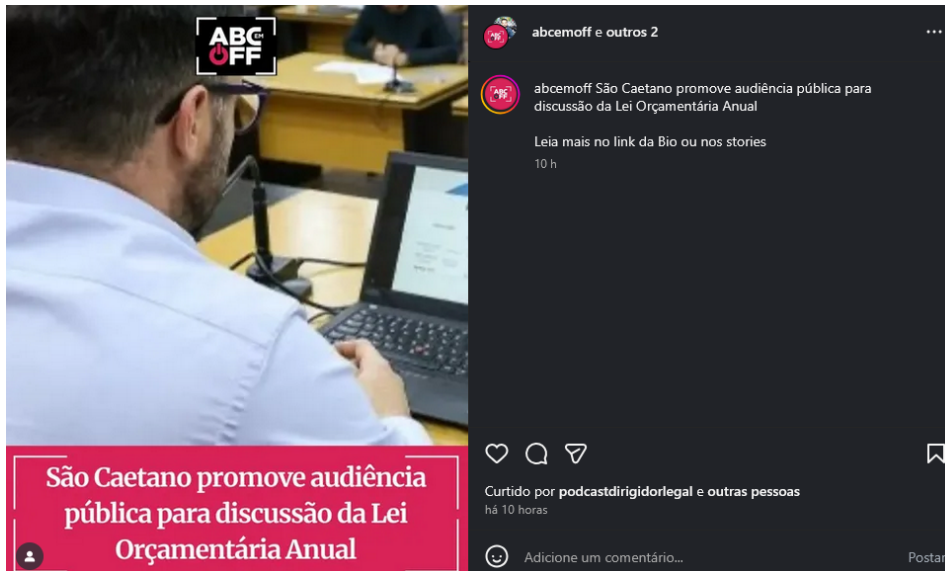 ABC EM
OFF
São Caetano promove audiência
pública para discussão da Lei
Orçamentária Anual
abcemoff e outros 2
abcemoff São Caetano promove audiência pública para
discussão da Lei Orçamentária Anual
Leia mais no link da Bio ou nos stories
10 h
Curtido por podcastdirigidorlegal e outras pessoas
há 10 horas
Adicione um comentário...
Postar